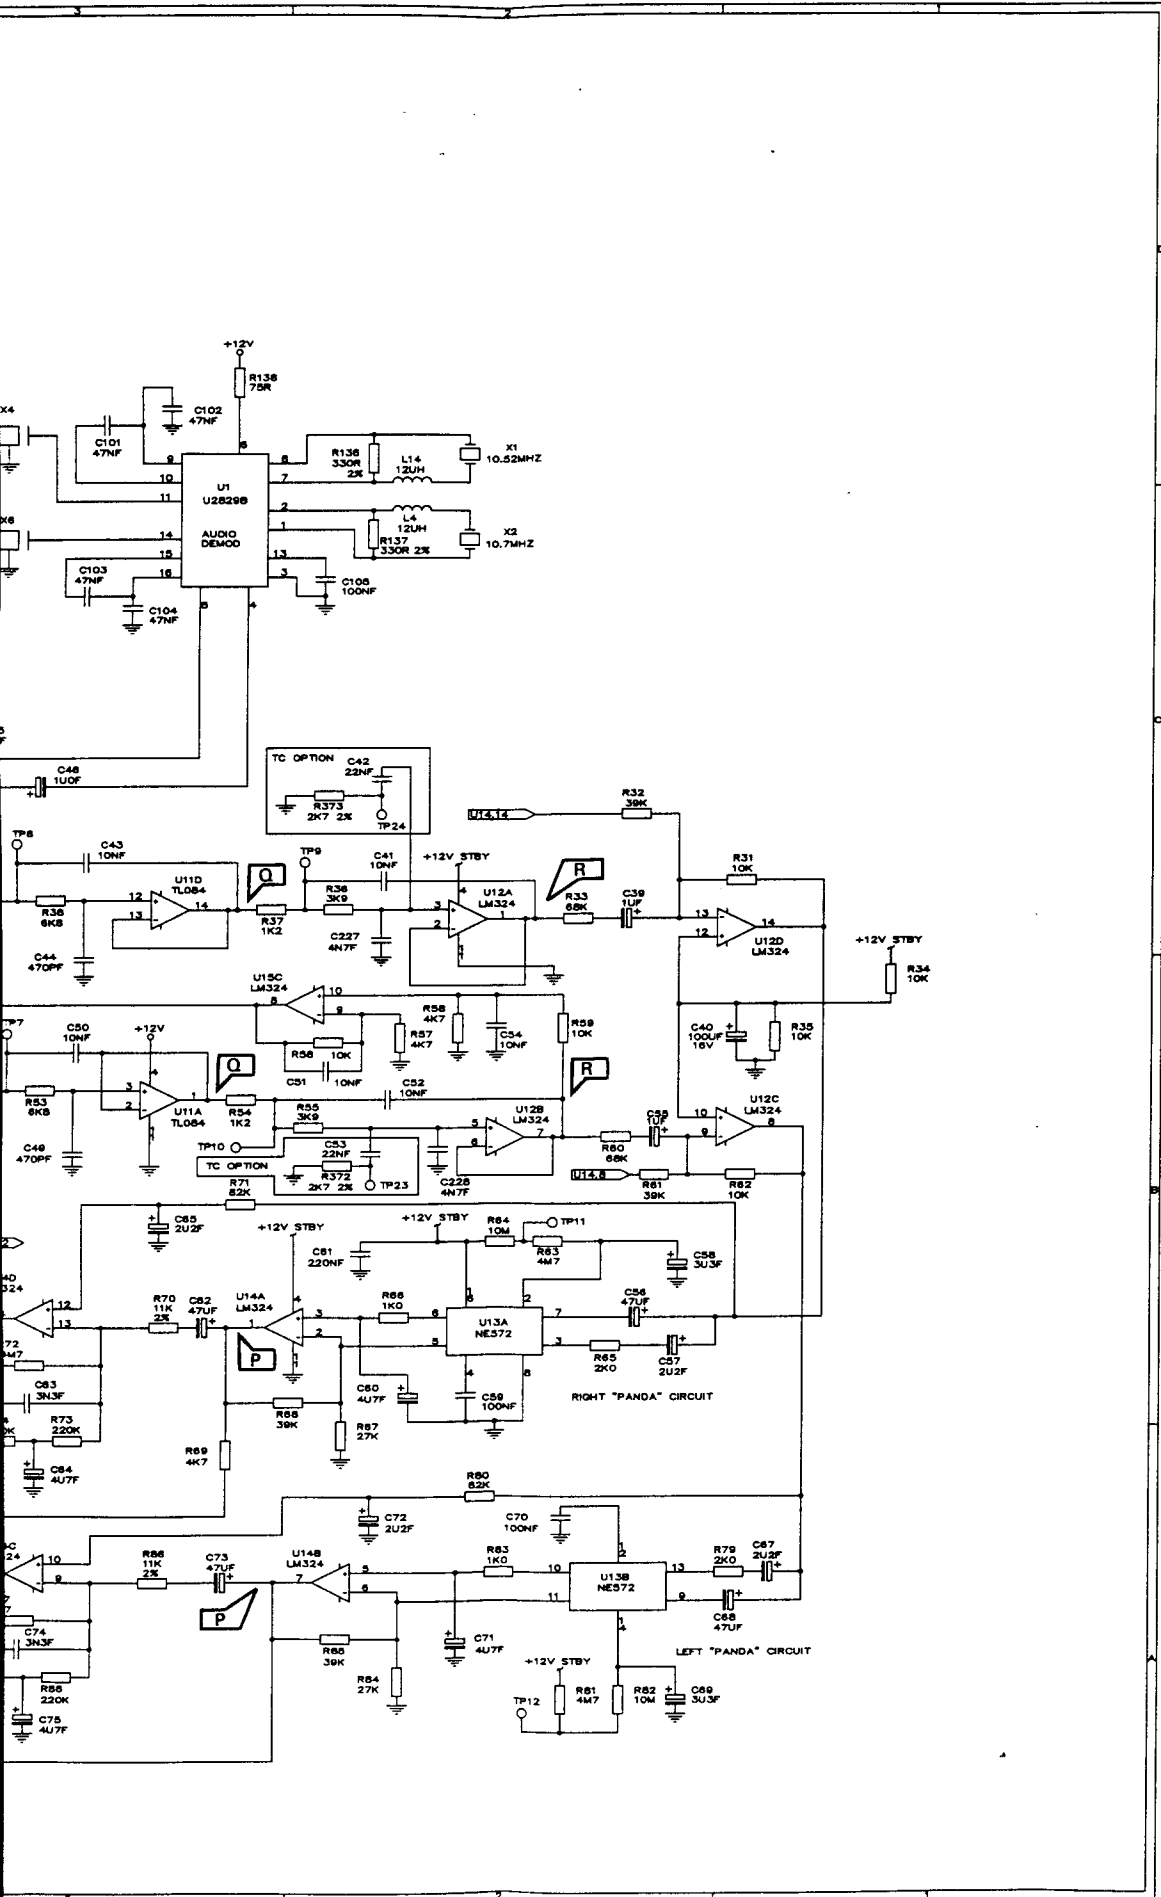 3
2
+12V
R138
75R
X4
C102
47NF
C101
47NF
6
9
10
11
U1
U2829B
8
7
R136
330R
2%
L14
12UH
X1
10.52MHZ
X6
14
AUDIO
DEMOD
2
1
L4
12UH
R137
330R 2%
X2
10.7MHZ
15
16
13
3
C103
47NF
C104
47NF
C105
100NF
5
4
C
C46
1U0F
TC OPTION
C42
22NF
R373
2K7 2%
TP24
U14,14
R32
39K
TP8
C43
10NF
U11D
TL084
Q
TP9
C41
10NF
+12V STBY
U12A
LM324
R
R33
68K
C39
1UF
R31
10K
R36
6K8
12
13
14
R37
1K2
R38
3K9
3
2
4
1
11
13
12
14
U12D
LM324
+12V STBY
R34
10K
C44
470PF
C227
4N7F
U15C
LM324
8
10
9
R58
4K7
C54
10NF
R59
10K
R57
4K7
R56
10K
C51
10NF
C40
100UF
16V
R35
10K
TP7
C50
10NF
+12V
4
3
2
1
11
U11A
TL084
Q
R53
6K8
C49
470PF
R54
1K2
R55
3K9
C52
10NF
R
U12B
LM324
5
6
7
R60
68K
C55
1UF
U12C
LM324
10
9
8
TP10
TC OPTION
C53
22NF
R372
2K7 2%
TP23
C228
4N7F
U14,8
R61
39K
R62
10K
B
R71
82K
C65
2U2F
+12V STBY
+12V STBY
R64
10M
TP11
R63
4M7
C61
220NF
C58
3U3F
4D
324
12
13
R70
11K
2%
C62
47UF
U14A
LM324
4
1
3
2
11
R66
1K0
6
5
16
2
U13A
NE572
7
3
4
8
C56
47UF
R65
2K0
C57
2U2F
P
C63
3N3F
R73
220K
C64
4U7F
R69
4K7
R68
39K
R67
27K
C60
4U7F
C59
100NF
RIGHT "PANDA" CIRCUIT
R80
82K
C72
2U2F
C70
100NF
10
9
R86
11K
2%
C73
47UF
U14B
LM324
7
5
6
R83
1K0
10
11
12
U13B
NE572
13
9
14
R79
2K0
C67
2U2F
C68
47UF
P
C74
3N3F
R88
220K
C75
4U7F
R85
39K
R84
27K
C71
4U7F
LEFT "PANDA" CIRCUIT
+12V STBY
TP12
R81
4M7
R82
10M
C69
3U3F
A